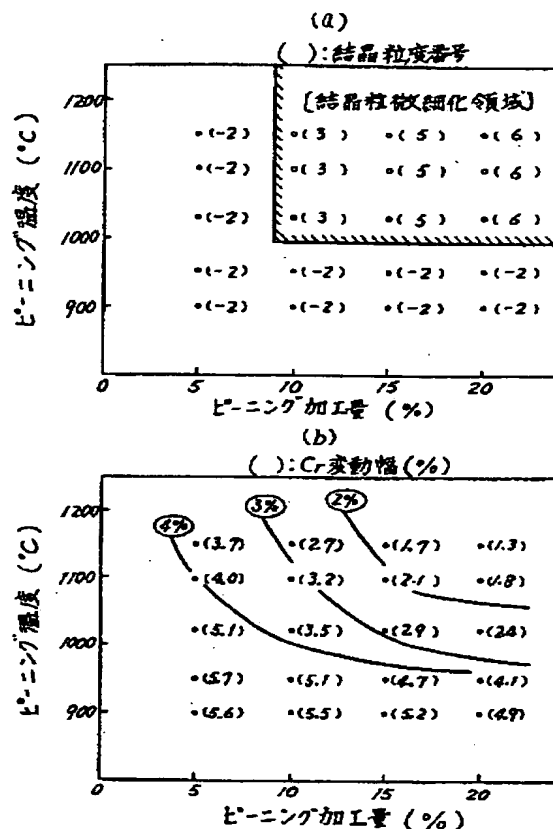 (a)
( ):結晶粒度番号
[結晶粒微細化領域]
ピーニング温度 (°C)
1200
(-2) (3) (5) (6)
1100
(-2) (3) (5) (6)
(-2) (3) (5) (6)
1000
(-2) (-2) (-2) (-2)
900
(-2) (-2) (-2) (-2)
0 5 10 15 20
ピーニング加工量 (%)
(b)
( ):Cr変動幅(%)
ピーニング温度 (°C)
1200
4% 3% 2%
(3.7) (2.7) (1.7) (1.3)
1100
(4.0) (3.2) (2.1) (1.8)
(5.1) (3.5) (2.9) (2.4)
1000
(5.7) (5.1) (4.7) (4.1)
900
(5.6) (5.5) (5.2) (4.9)
0 5 10 15 20
ピーニング加工量 (%)